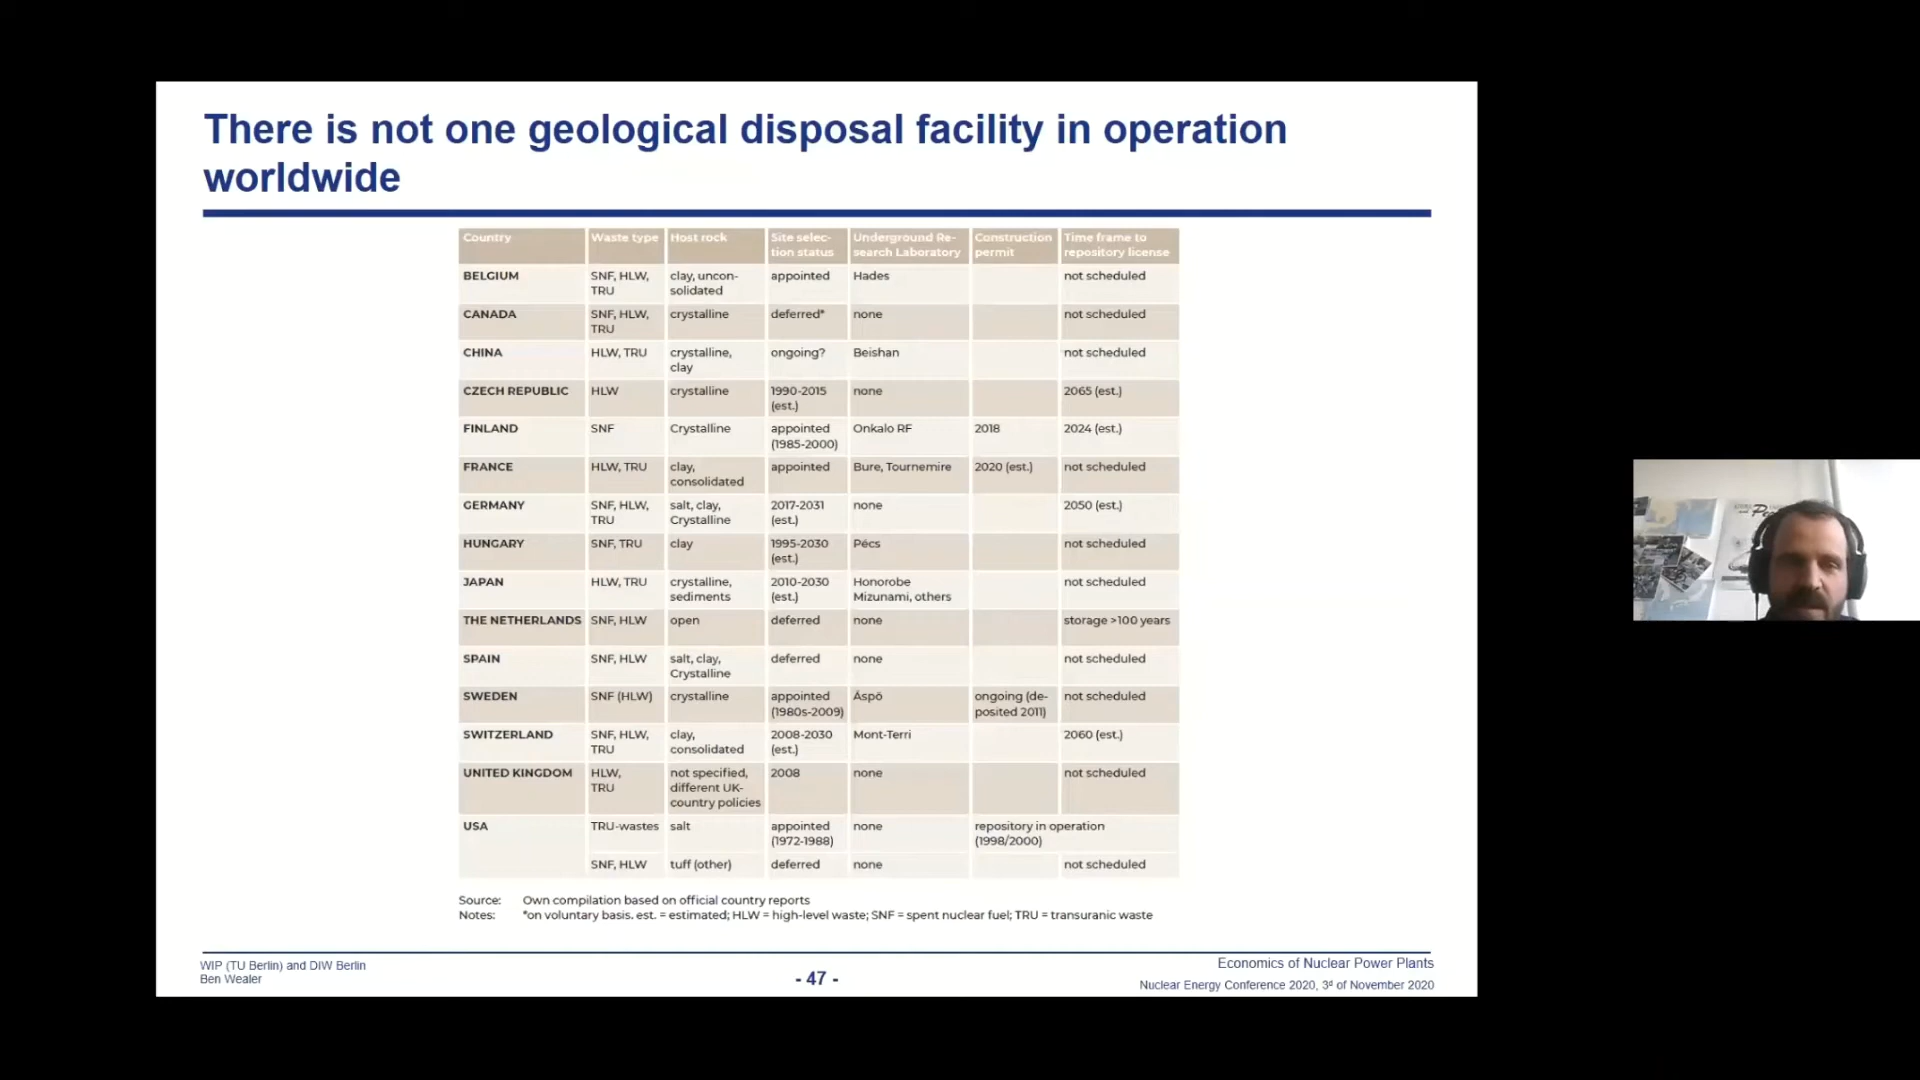 There is not one geological disposal facility in operation
worldwide
Country Waste type Host rock Site selec- Underground Re- Construction Time frame to
tion status search Laboratory permit repository license
BELGIUM SNF, HLW, clay, uncon- appointed Hades not scheduled
TRU solidated
CANADA SNF, HLW, crystalline deferred* none not scheduled
TRU
CHINA HLW, TRU crystalline, ongoing? Beishan not scheduled
clay
CZECH REPUBLIC HLW crystalline 1990-2015 none 2065 (est.)
(est.)
FINLAND SNF Crystalline appointed Onkalo RF 2018 2024 (est.)
(1985-2000)
FRANCE HLW, TRU clay, appointed Bure, Tournemire 2020 (est.) not scheduled
consolidated
GERMANY SNF, HLW, salt, clay, 2017-2031 none 2050 (est.)
TRU Crystalline (est.)
HUNGARY SNF, TRU clay 1995-2030 Pécs not scheduled
(est.)
JAPAN HLW, TRU crystalline, 2010-2030 Honorobe not scheduled
sediments (est.) Mizunami, others
THE NETHERLANDS SNF, HLW open deferred none storage >100 years
SPAIN SNF, HLW salt, clay, deferred none not scheduled
Crystalline
SWEDEN SNF (HLW) crystalline appointed Äspö ongoing (de- not scheduled
(1980s-2009) posited 2011)
SWITZERLAND SNF, HLW, clay, 2008-2030 Mont-Terri 2060 (est.)
TRU consolidated (est.)
UNITED KINGDOM HLW, not specified, 2008 none not scheduled
TRU different UK-
country policies
USA TRU-wastes salt appointed none repository in operation
(1972-1988) (1998/2000)
SNF, HLW tuff (other) deferred none not scheduled
Source: Own compilation based on official country reports
Notes: *on voluntary basis. est. = estimated; HLW = high-level waste; SNF = spent nuclear fuel; TRU = transuranic waste
WIP (TU Berlin) and DIW Berlin
Ben Wealer
- 47 -
Economics of Nuclear Power Plants
Nuclear Energy Conference 2020, 3ᵈ of November 2020